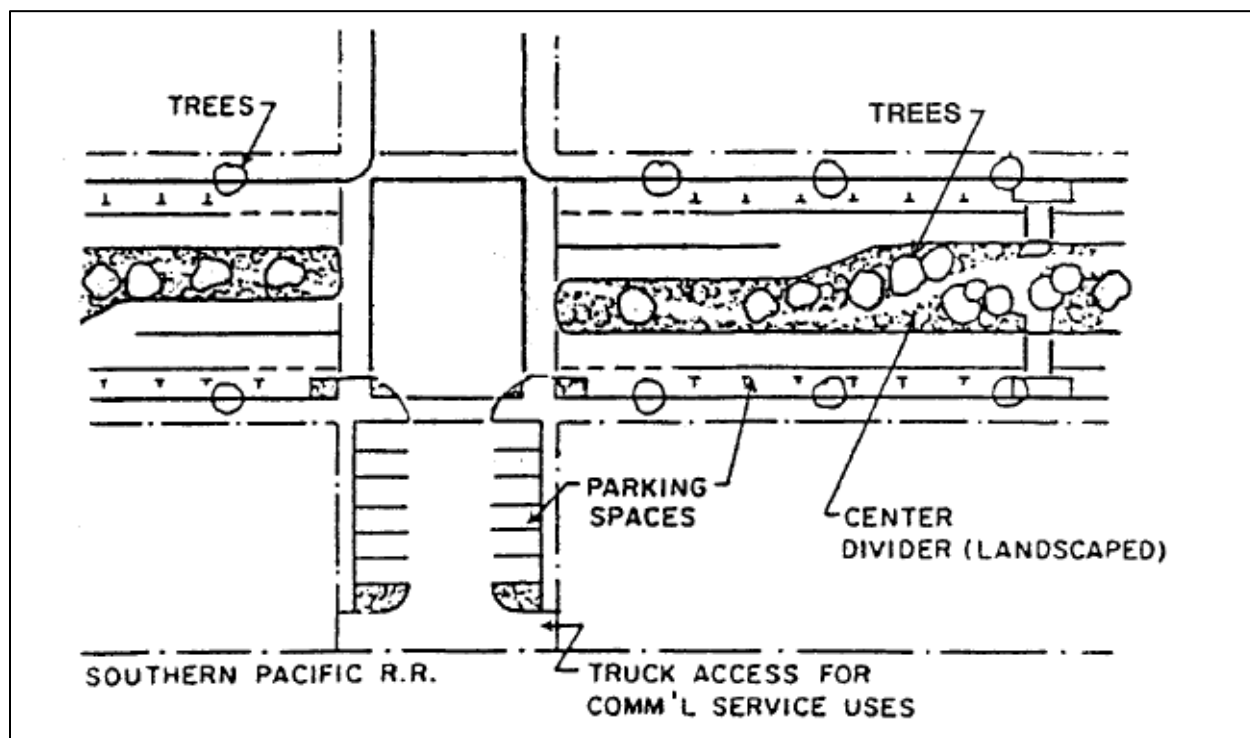 TREES
TREES
PARKING
SPACES
CENTER
DIVIDER (LANDSCAPED)
SOUTHERN PACIFIC R.R.
TRUCK ACCESS FOR
COMM'L SERVICE USES